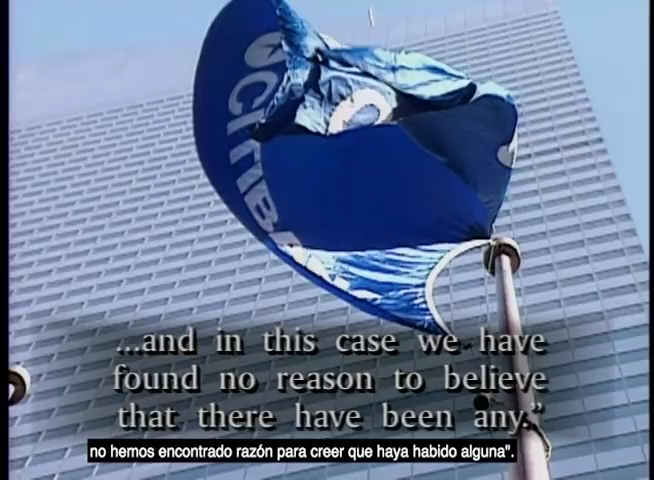 ...and in this case we have
found no reason to believe
that there have been any."
no hemos encontrado razón para creer que haya habido alguna".